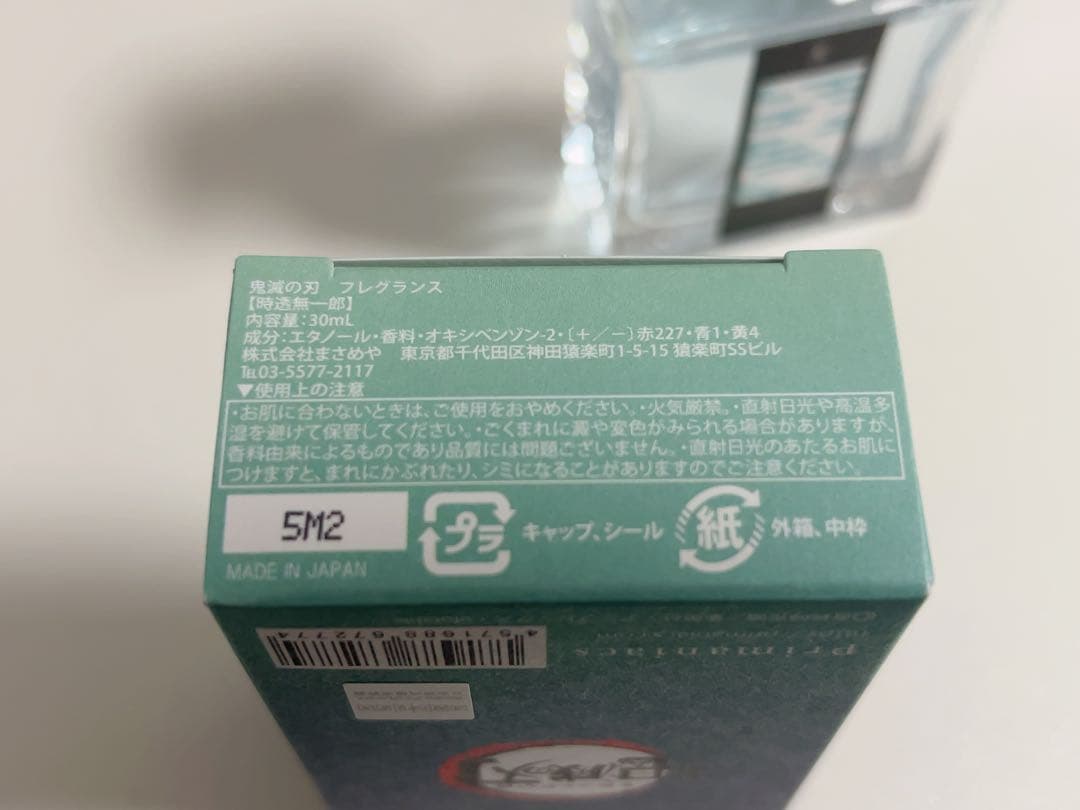 鬼滅の刃　フレグランス
【時透無一郎】
内容量：30mL
成分：エタノール・香料・オキシベンゾン-2・〔＋／－〕赤227・青1・黄4
株式会社まさめや　東京都千代田区神田猿楽町1-5-15 猿楽町SSビル
℡03-5577-2117
▼使用上の注意
・お肌に合わないときは、ご使用をおやめください。・火気厳禁。・直射日光や高温多
湿を避けて保管してください。・ごくまれに澱や変色がみられる場合がありますが、
香料由来によるものであり品質には問題ございません。・直射日光のあたるお肌に
つけますと、まれにかぶれたり、シミになることがありますのでご注意ください。
5M2
プラ
キャップ、シール
紙
外箱、中枠
MADE IN JAPAN
primaniacs
4571688672774
鬼滅の刃